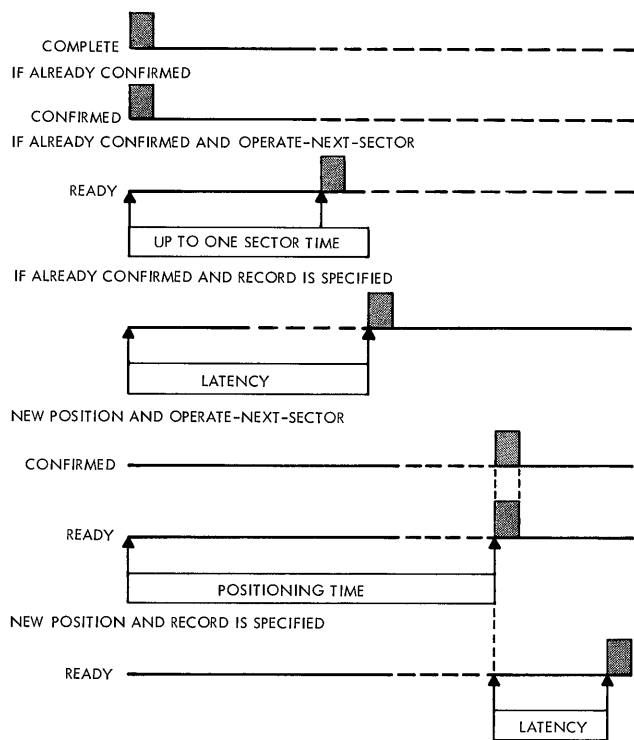 COMPLETE
IF ALREADY CONFIRMED
CONFIRMED
IF ALREADY CONFIRMED AND OPERATE-NEXT-SECTOR
READY
UP TO ONE SECTOR TIME
IF ALREADY CONFIRMED AND RECORD IS SPECIFIED
LATENCY
NEW POSITION AND OPERATE-NEXT-SECTOR
CONFIRMED
READY
POSITIONING TIME
NEW POSITION AND RECORD IS SPECIFIED
READY
LATENCY